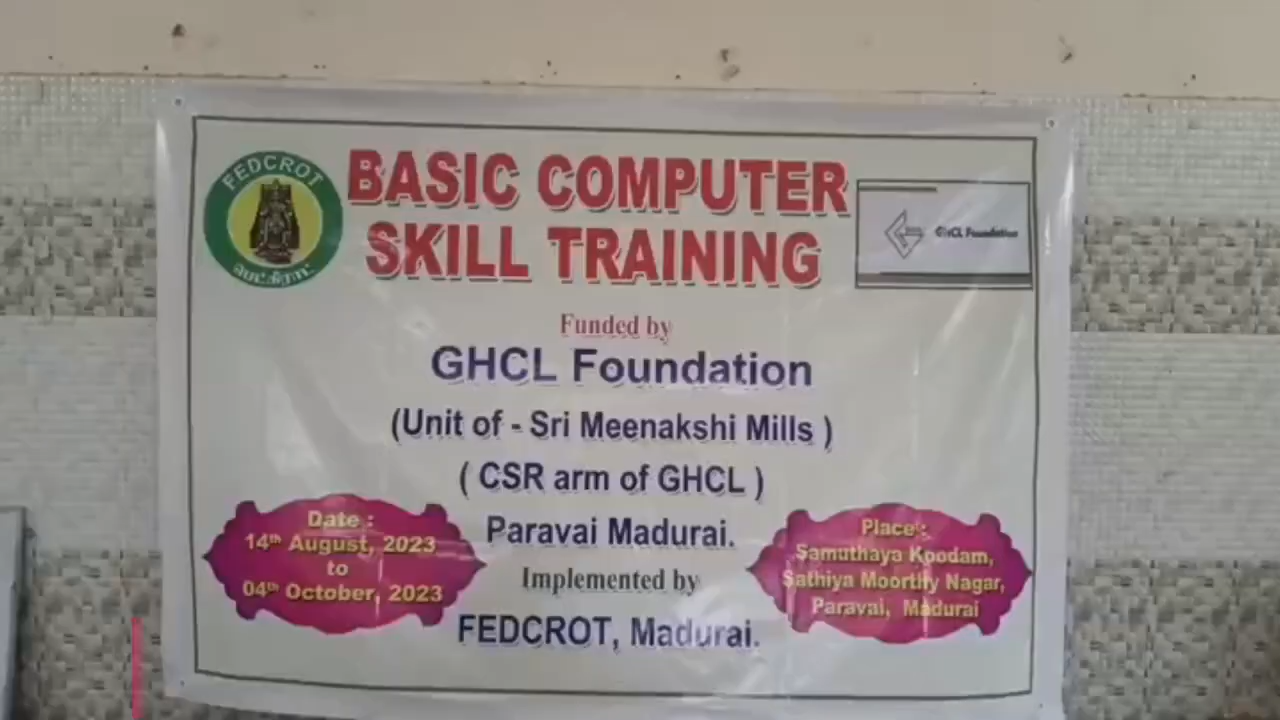 FEDCROT
பெட்கிராட்
BASIC COMPUTER
SKILL TRAINING
GHCL Foundation
Funded by
GHCL Foundation
(Unit of - Sri Meenakshi Mills )
( CSR arm of GHCL )
Paravai Madurai.
Implemented by
FEDCROT, Madurai.
Date :
14th August, 2023
to
04th October, 2023
Place :
Samuthaya Koodam,
Sathiya Moorthy Nagar,
Paravai, Madurai